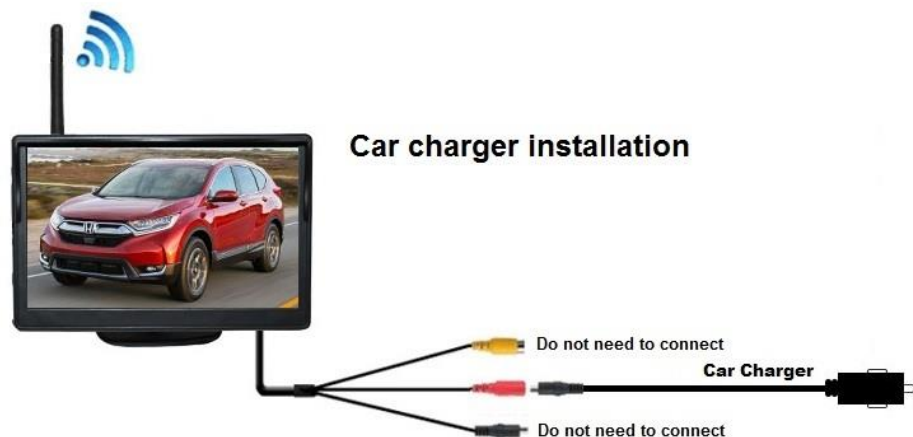 Car charger installation
Do not need to connect
Car Charger
Do not need to connect